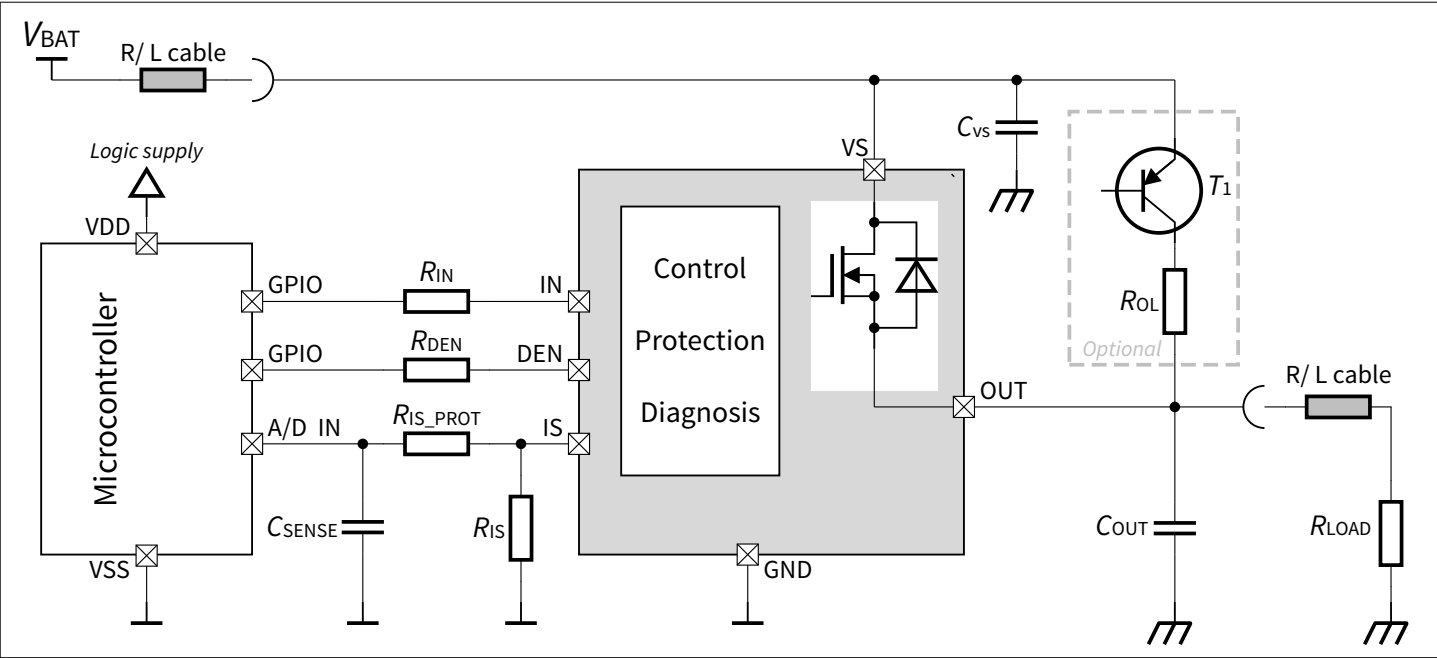 VBAT
R/ L cable
Logic supply
VDD
Microcontroller
VSS
GPIO
RIN
IN
GPIO
RDEN
DEN
A/D IN
RIS_PROT
IS
CSENSE
RIS
Control
Protection
Diagnosis
VS
GND
OUT
Cvs
T1
ROL
Optional
R/ L cable
COUT
RLOAD